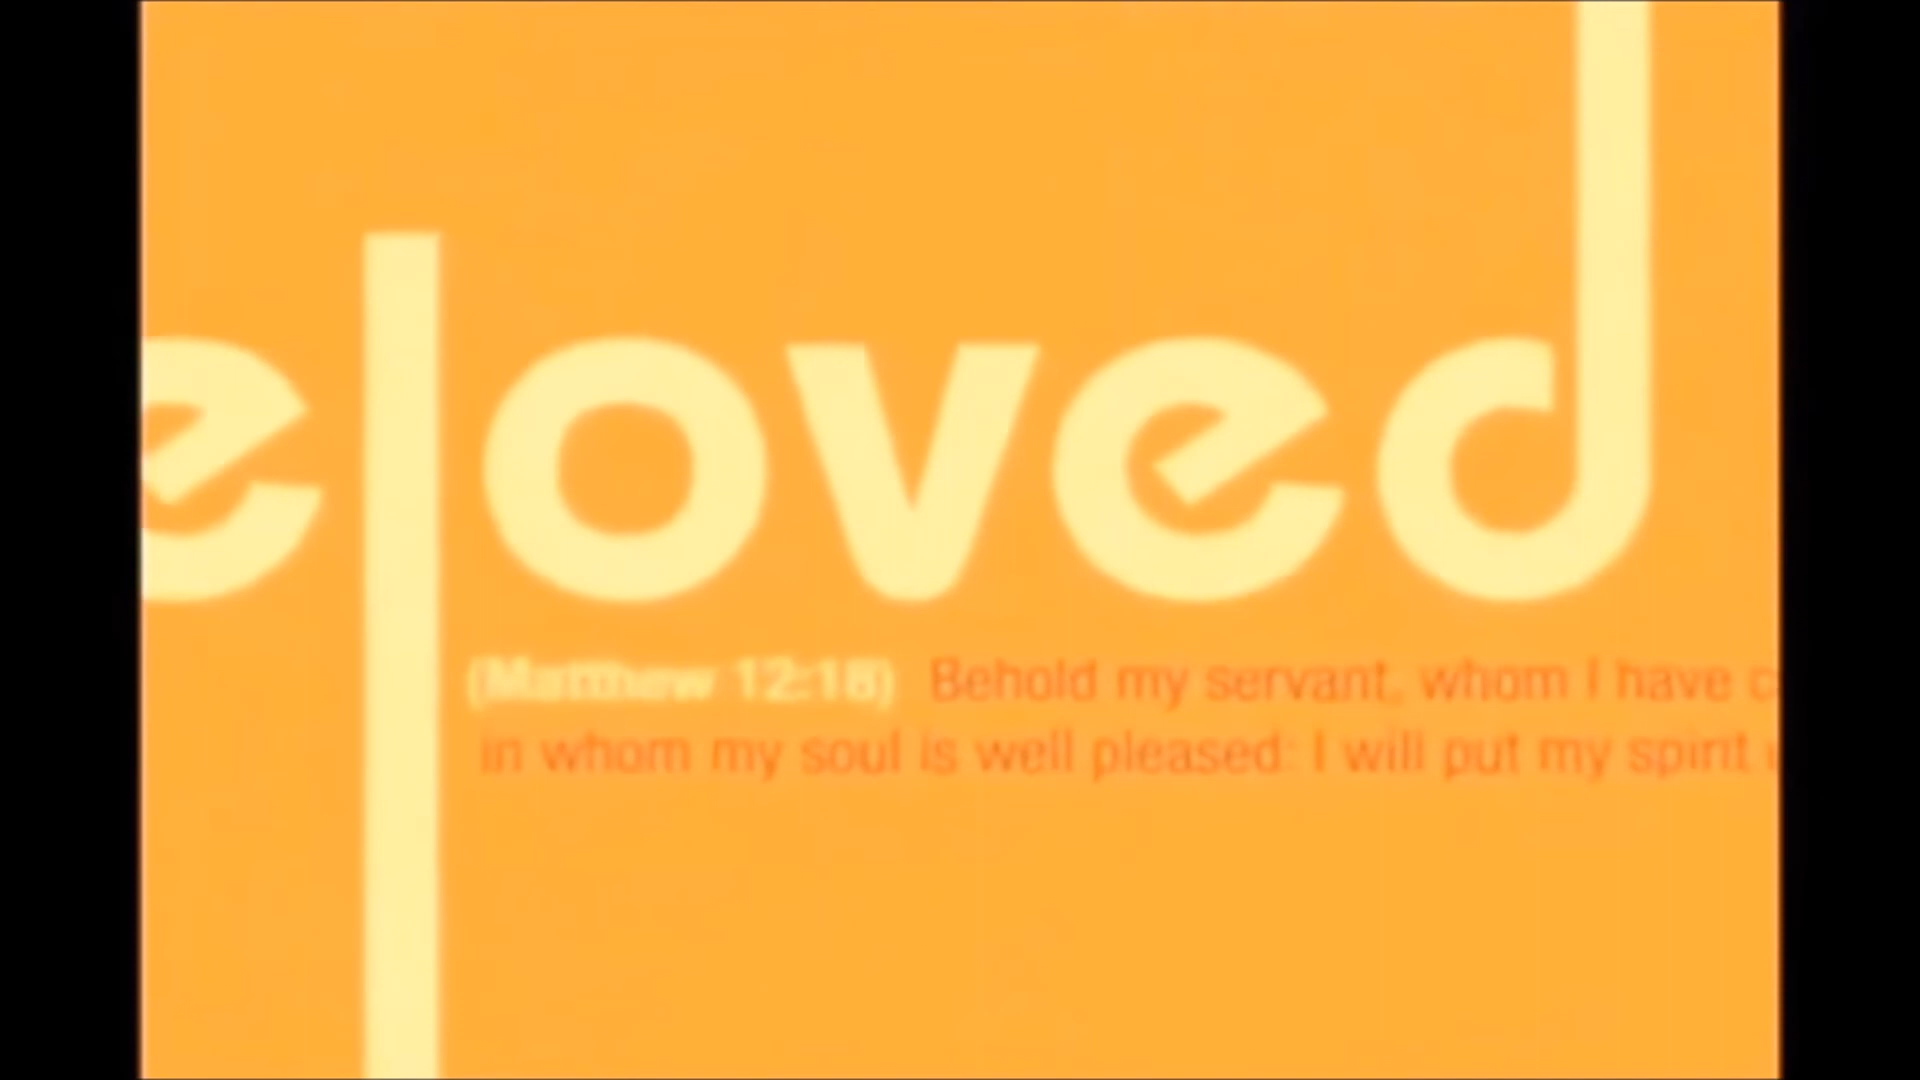 eloved
(Matthew 12:18) Behold my servant, whom I have c
in whom my soul is well pleased: I will put my spirit